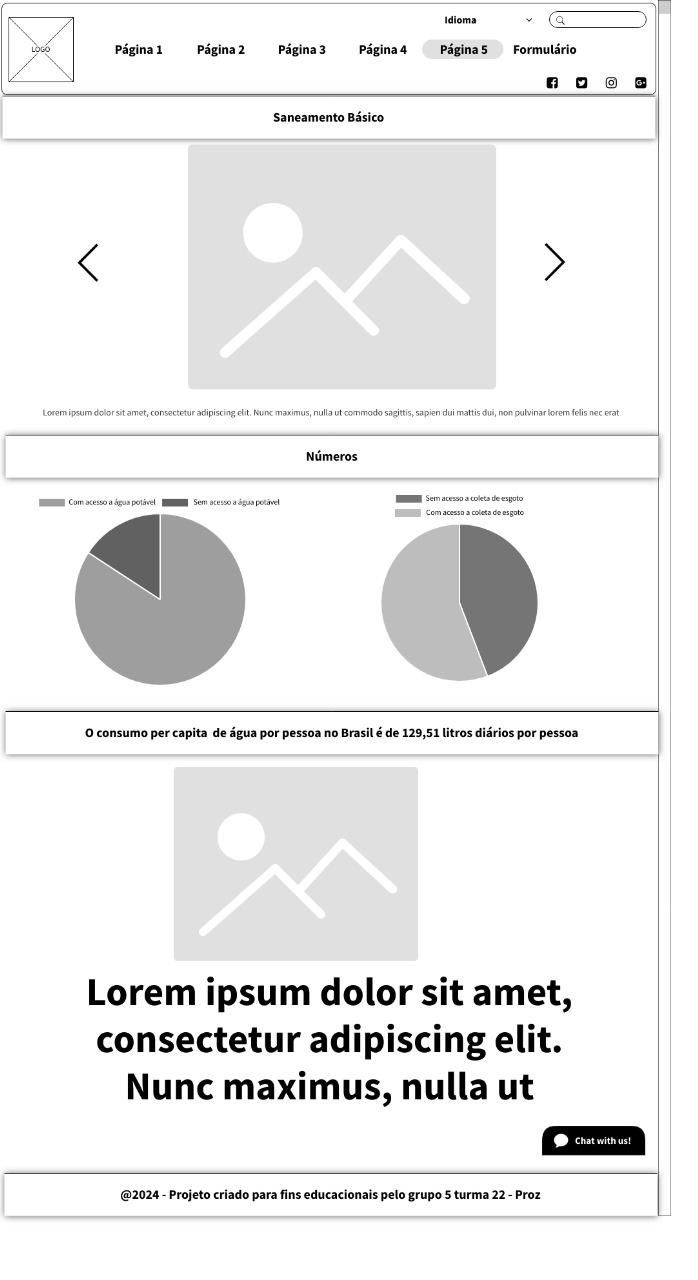 Idioma
LOGO
Página 1 Página 2 Página 3 Página 4 Página 5 Formulário
Saneamento Básico
Lorem ipsum dolor sit amet, consectetur adipiscing elit. Nunc maximus, nulla ut commodo sagittis, sapien dui mattis dui, non pulvinar lorem felis nec erat
Números
Com acesso a água potável Sem acesso a água potável
Sem acesso a coleta de esgoto
Com acesso a coleta de esgoto
O consumo per capita  de água por pessoa no Brasil é de 129,51 litros diários por pessoa
Lorem ipsum dolor sit amet,
consectetur adipiscing elit.
Nunc maximus, nulla ut
Chat with us!
@2024 - Projeto criado para fins educacionais pelo grupo 5 turma 22 - Proz